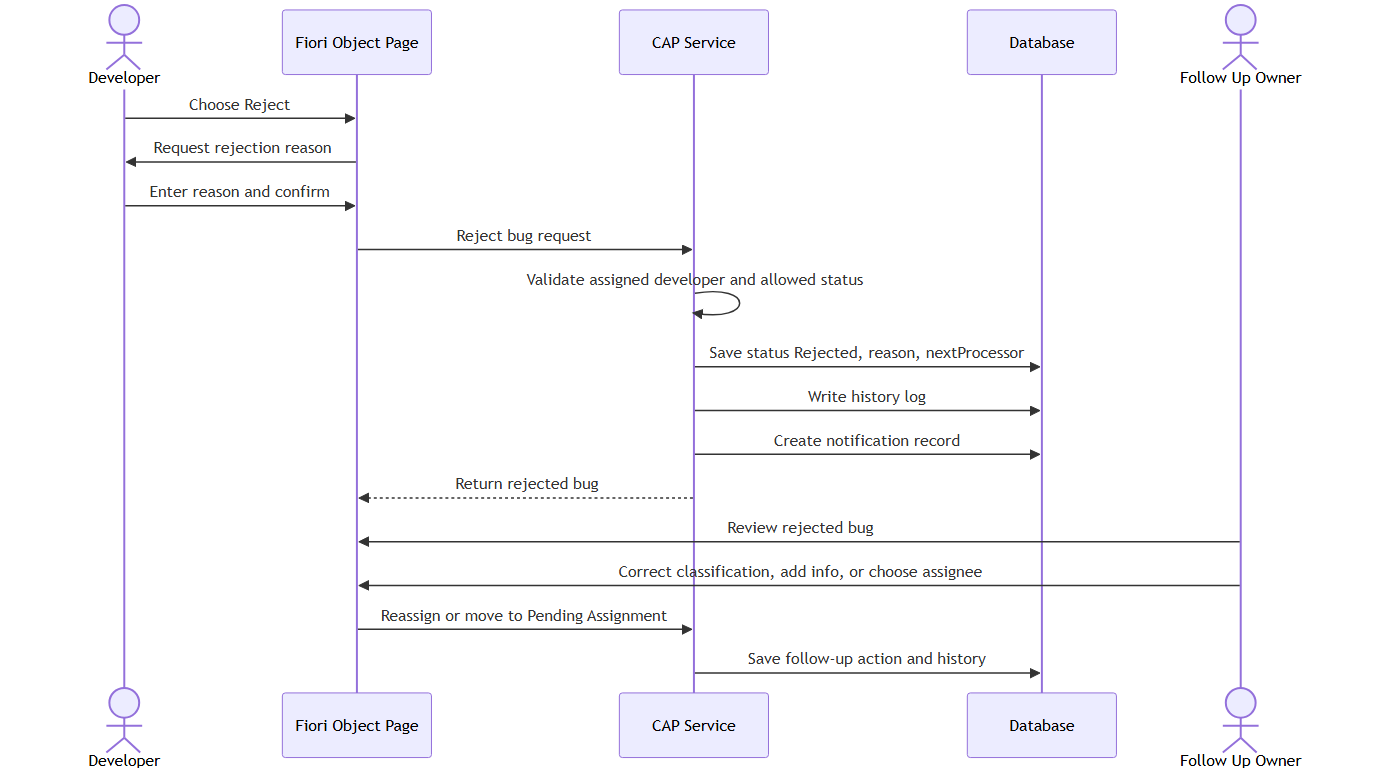 Developer
Fiori Object Page
CAP Service
Database
Follow Up Owner
Choose Reject
Request rejection reason
Enter reason and confirm
Reject bug request
Validate assigned developer and allowed status
Save status Rejected, reason, nextProcessor
Write history log
Create notification record
Return rejected bug
Review rejected bug
Correct classification, add info, or choose assignee
Reassign or move to Pending Assignment
Save follow-up action and history
Developer
Fiori Object Page
CAP Service
Database
Follow Up Owner